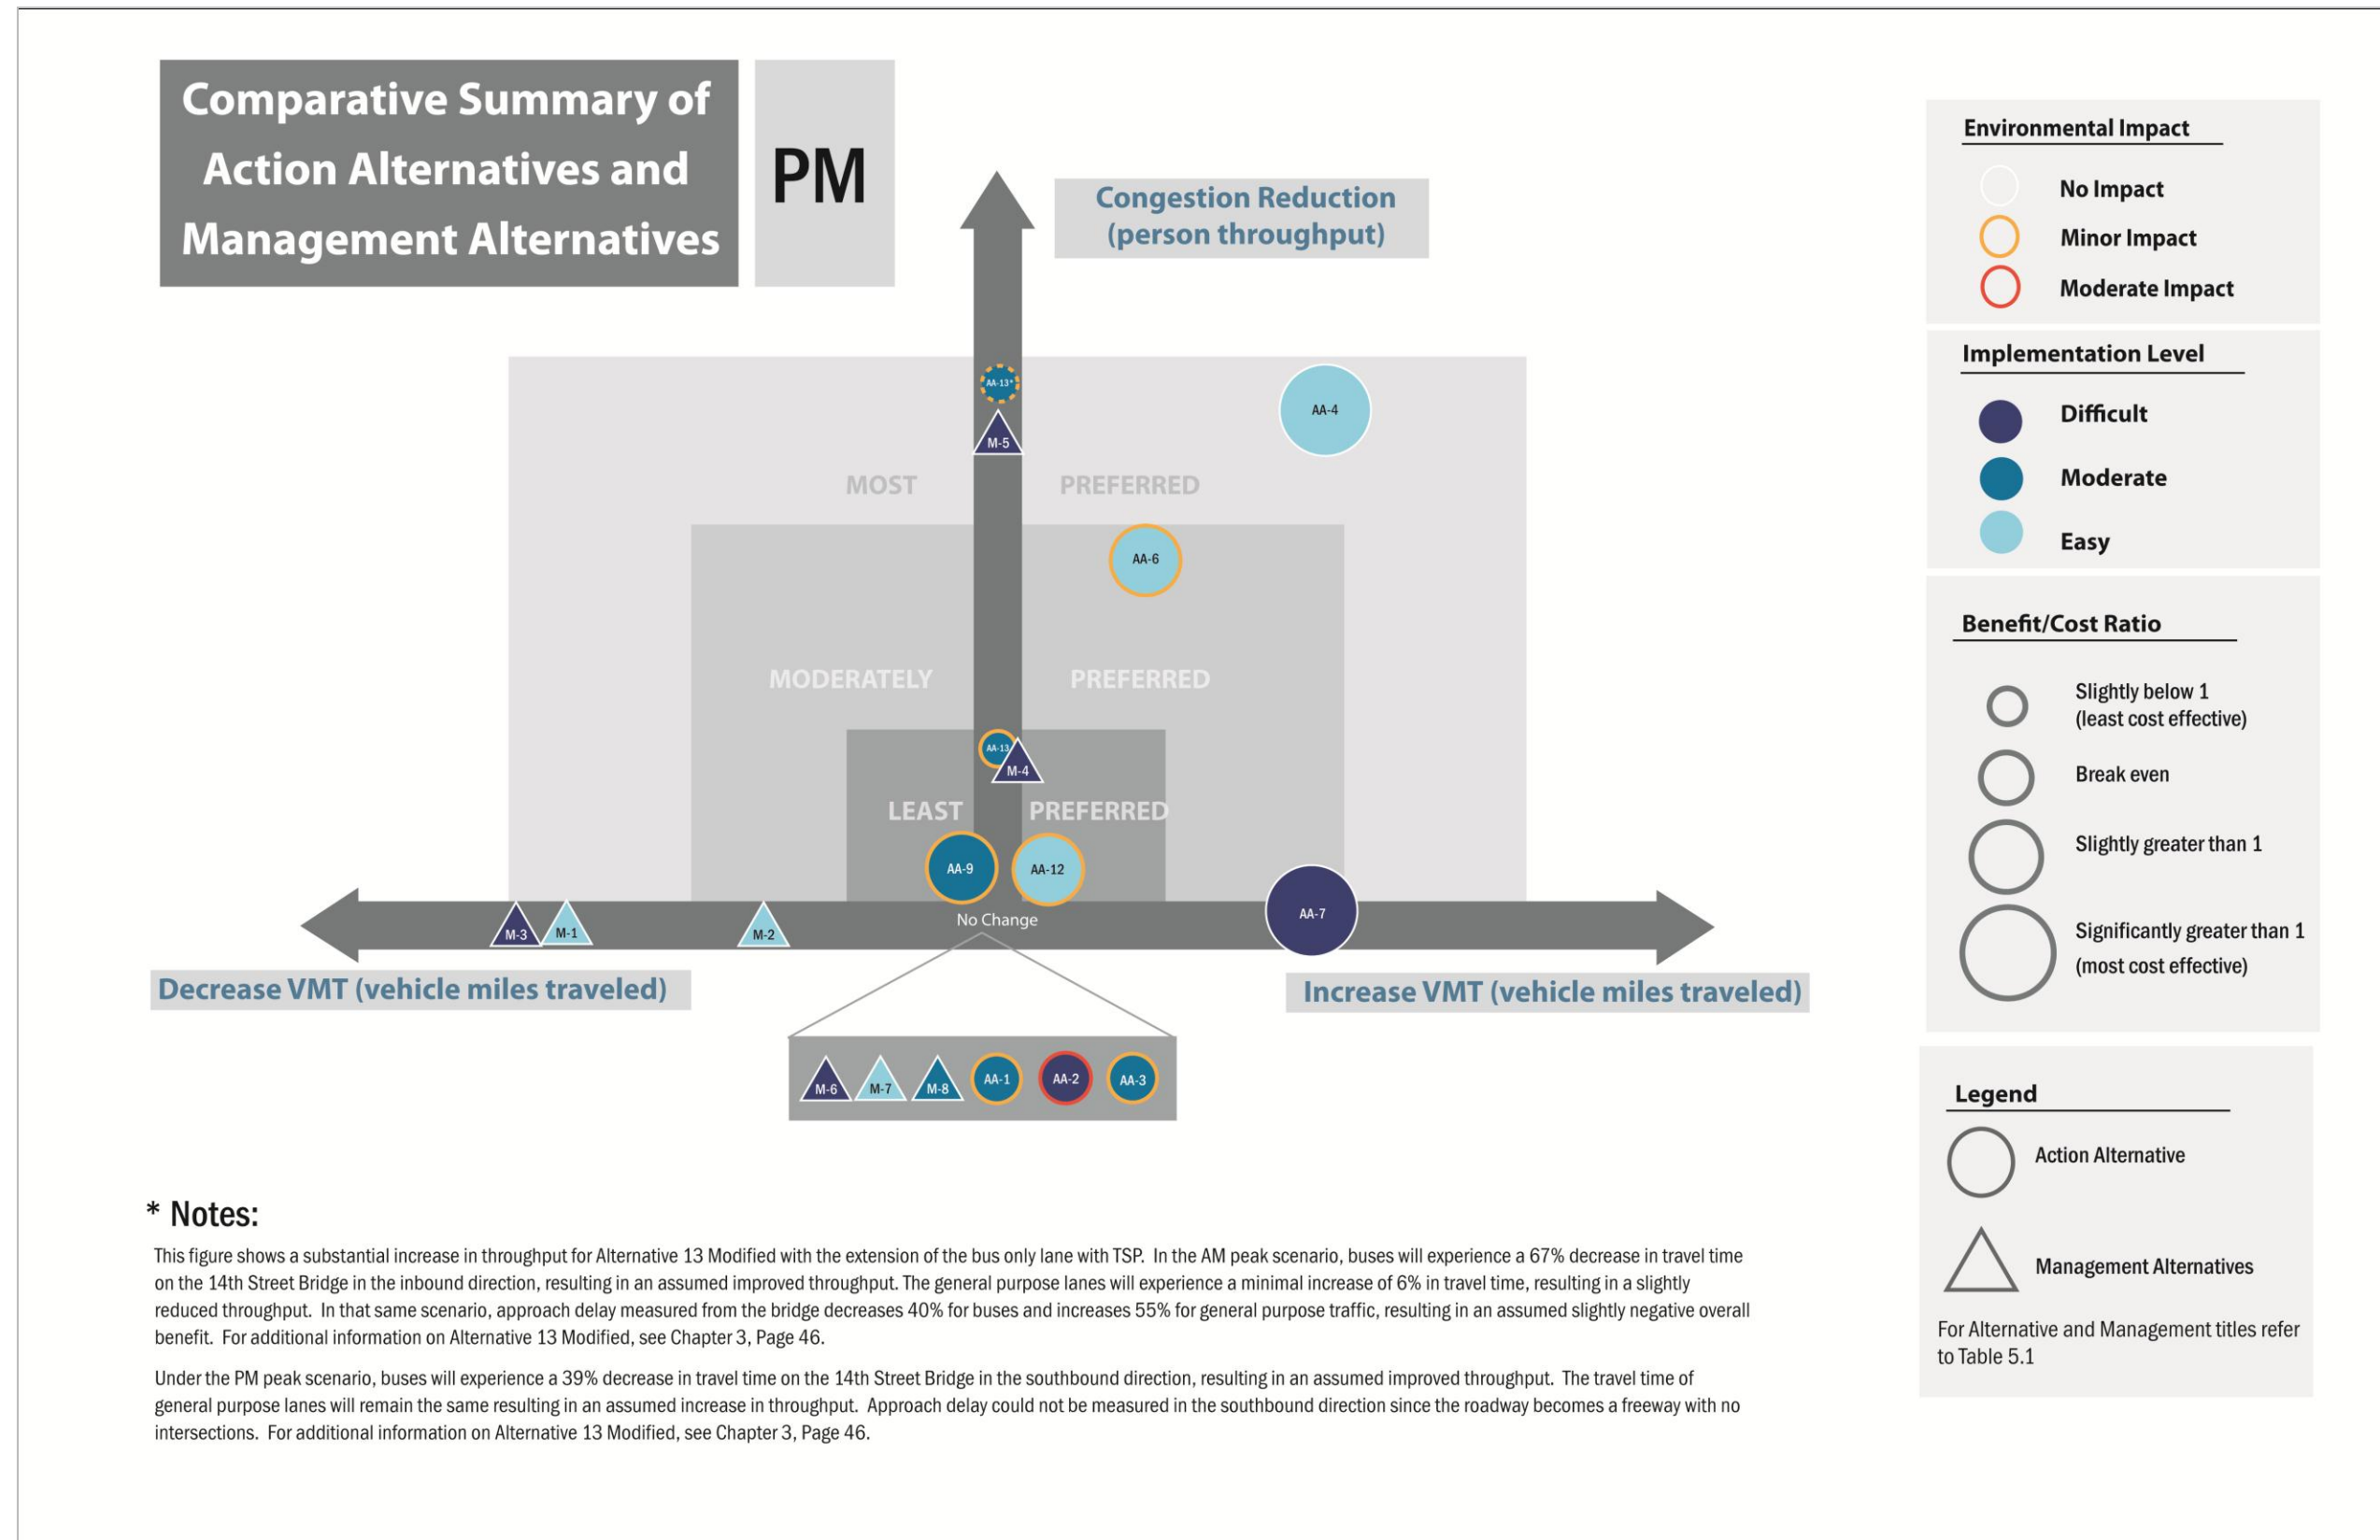 Comparative Summary of
Action Alternatives and
Management Alternatives
PM
Congestion Reduction
(person throughput)
AA-13*
M-5
AA-4
MOST PREFERRED
AA-6
MODERATELY PREFERRED
AA-13
M-4
LEAST PREFERRED
AA-9
AA-12
M-3
M-1
M-2
No Change
AA-7
Decrease VMT (vehicle miles traveled)
Increase VMT (vehicle miles traveled)
M-6
M-7
M-8
AA-1
AA-2
AA-3
Environmental Impact
No Impact
Minor Impact
Moderate Impact
Implementation Level
Difficult
Moderate
Easy
Benefit/Cost Ratio
Slightly below 1
(least cost effective)
Break even
Slightly greater than 1
Significantly greater than 1
(most cost effective)
Legend
Action Alternative
Management Alternatives
For Alternative and Management titles refer
to Table 5.1
* Notes:
This figure shows a substantial increase in throughput for Alternative 13 Modified with the extension of the bus only lane with TSP. In the AM peak scenario, buses will experience a 67% decrease in travel time
on the 14th Street Bridge in the inbound direction, resulting in an assumed improved throughput. The general purpose lanes will experience a minimal increase of 6% in travel time, resulting in a slightly
reduced throughput. In that same scenario, approach delay measured from the bridge decreases 40% for buses and increases 55% for general purpose traffic, resulting in an assumed slightly negative overall
benefit. For additional information on Alternative 13 Modified, see Chapter 3, Page 46.
Under the PM peak scenario, buses will experience a 39% decrease in travel time on the 14th Street Bridge in the southbound direction, resulting in an assumed improved throughput. The travel time of
general purpose lanes will remain the same resulting in an assumed increase in throughput. Approach delay could not be measured in the southbound direction since the roadway becomes a freeway with no
intersections. For additional information on Alternative 13 Modified, see Chapter 3, Page 46.